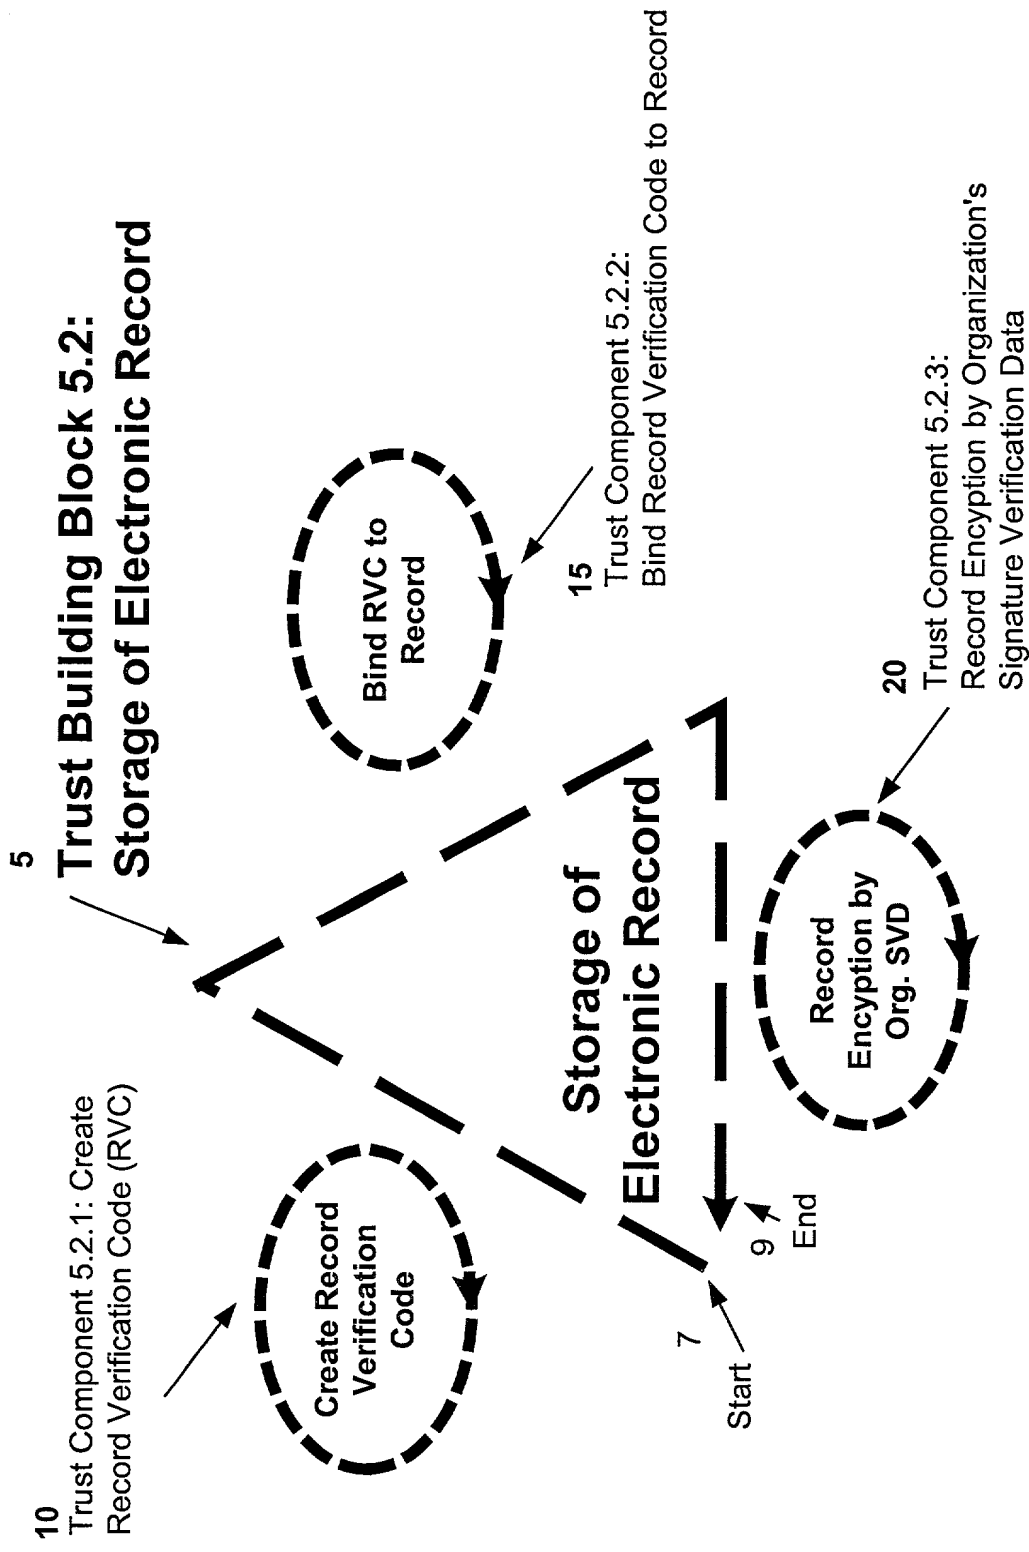 5
Trust Building Block 5.2:
Storage of Electronic Record
10
Trust Component 5.2.1: Create
Record Verification Code (RVC)
Create Record
Verification
Code
Bind RVC to
Record
15
Trust Component 5.2.2:
Bind Record Verification Code to Record
Storage of
Electronic Record
7
Start
9
End
Record
Encyption by
Org. SVD
20
Trust Component 5.2.3:
Record Encyption by Organization's
Signature Verification Data